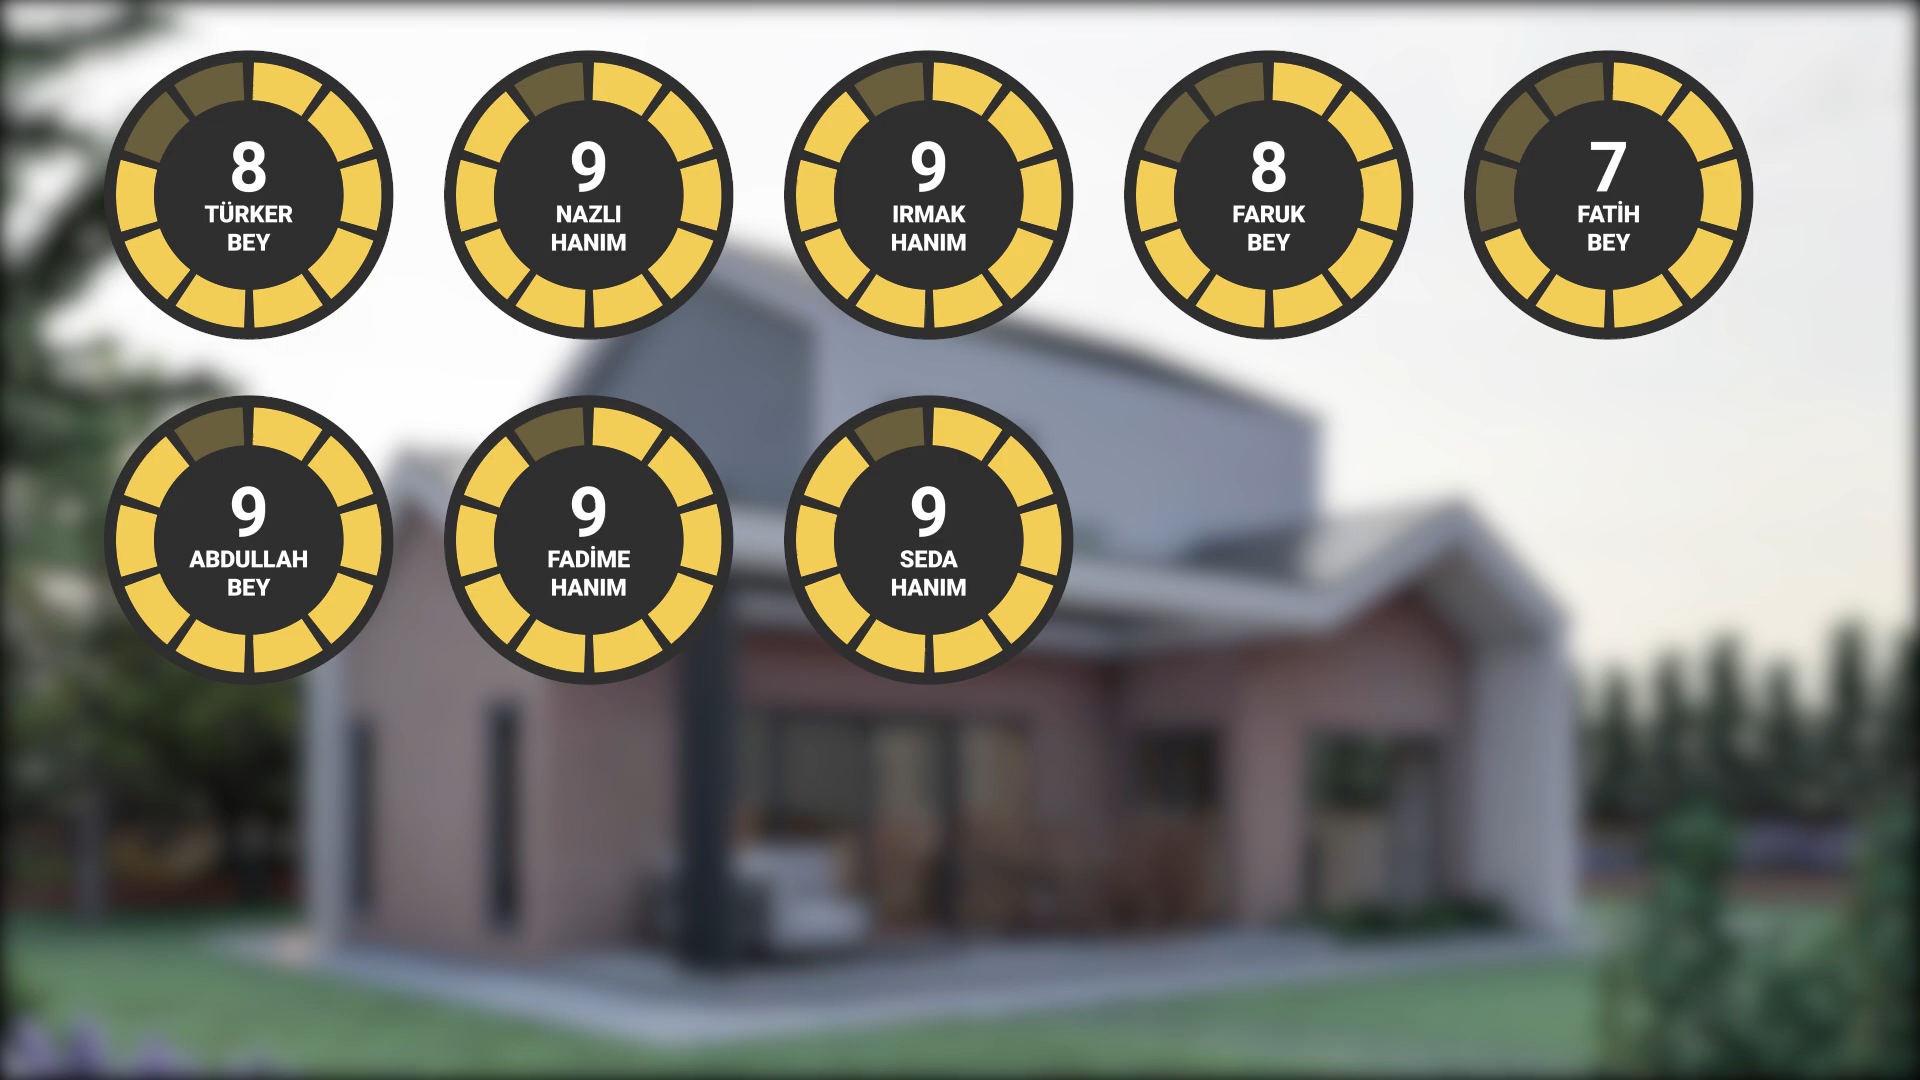 8
TÜRKER
BEY
9
NAZLI
HANIM
9
IRMAK
HANIM
8
FARUK
BEY
7
FATİH
BEY
9
ABDULLAH
BEY
9
FADİME
HANIM
9
SEDA
HANIM